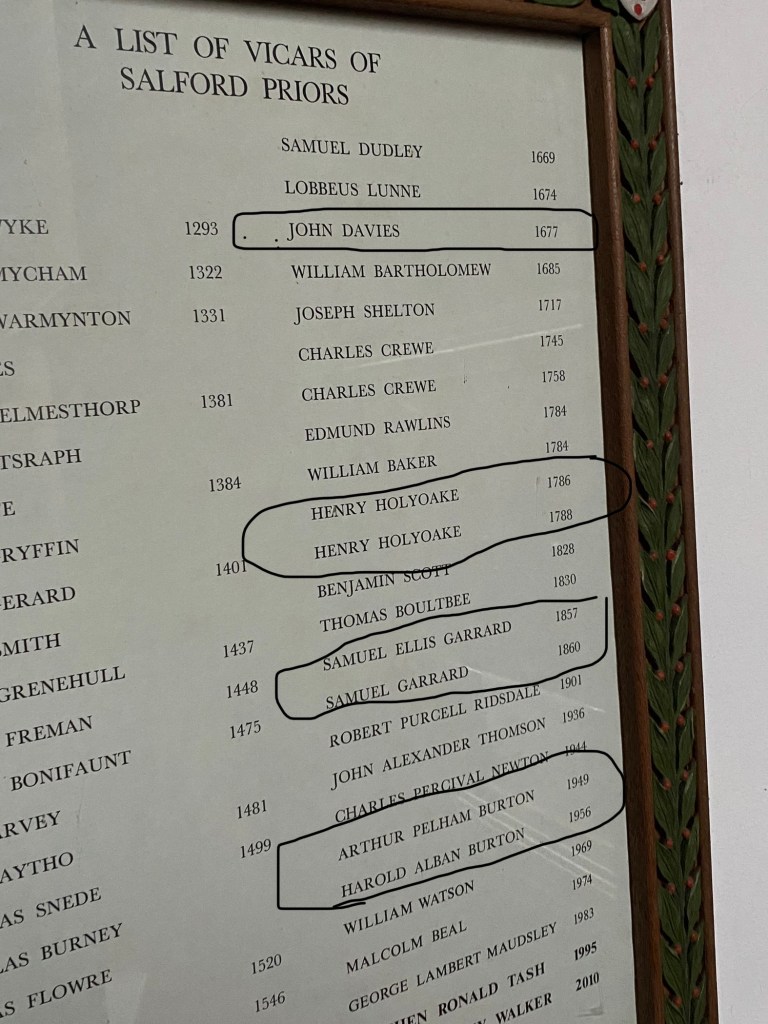 A LIST OF VICARS OF
SALFORD PRIORS
YKE 1293
MYCHAM 1322
WARMYNTON 1331
ES
ELMESTHORP 1381
TSRAPH
E 1384
RYFFIN
ERARD 1401
SMITH
GRENEHULL 1437
FREMAN 1448
BONIFAUNT 1475
ARVEY
AYTHO 1481
AS SNEDE 1499
LAS BURNEY
S FLOWRE
1520
1546
SAMUEL DUDLEY 1669
LOBBEUS LUNNE 1674
JOHN DAVIES 1677
WILLIAM BARTHOLOMEW 1685
JOSEPH SHELTON 1717
CHARLES CREWE 1745
CHARLES CREWE 1758
EDMUND RAWLINS 1784
WILLIAM BAKER 1784
HENRY HOLYOAKE 1786
HENRY HOLYOAKE 1788
BENJAMIN SCOTT 1828
THOMAS BOULTBEE 1830
SAMUEL ELLIS GARRARD 1857
SAMUEL GARRARD 1860
ROBERT PURCELL RIDSDALE 1901
JOHN ALEXANDER THOMSON 1936
CHARLES PERCIVAL NEWTON 1944
ARTHUR PELHAM BURTON 1949
HAROLD ALBAN BURTON 1956
WILLIAM WATSON 1969
MALCOLM BEAL 1974
GEORGE LAMBERT MAUDSLEY 1983
HEN RONALD TASH 1995
WALKER 2010